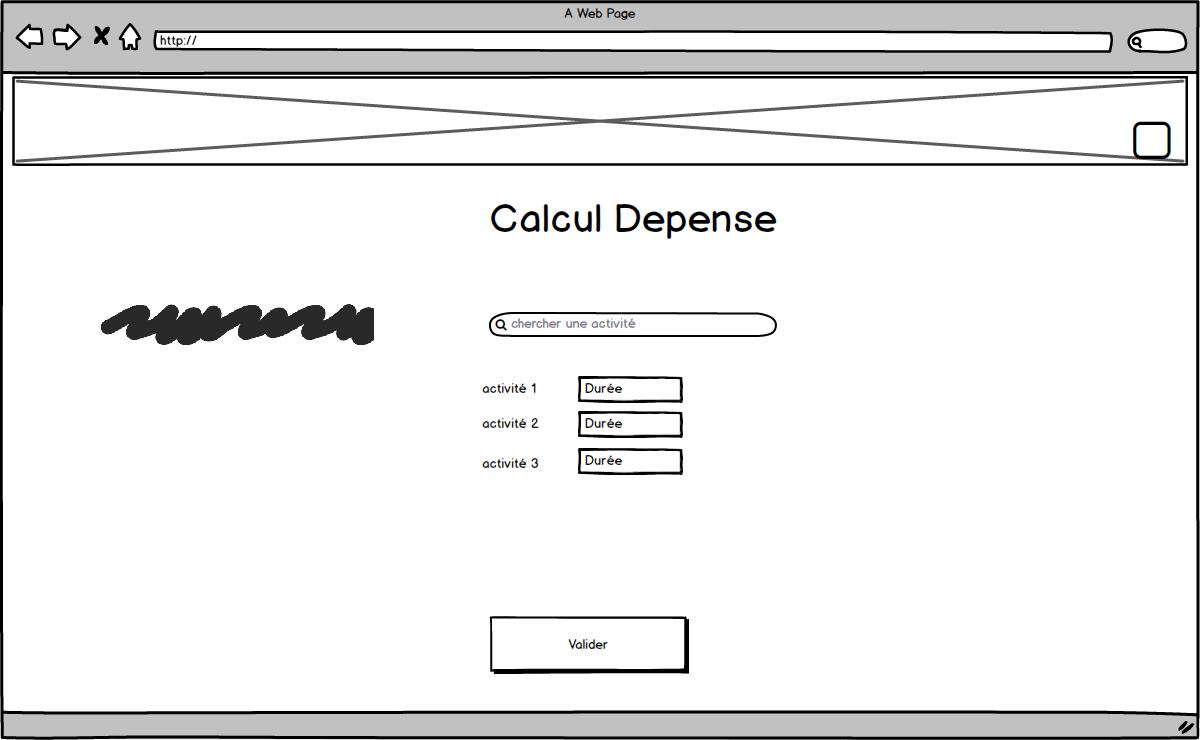 A Web Page
http://
Calcul Depense
chercher une activité
activité 1 Durée
activité 2 Durée
activité 3 Durée
Valider